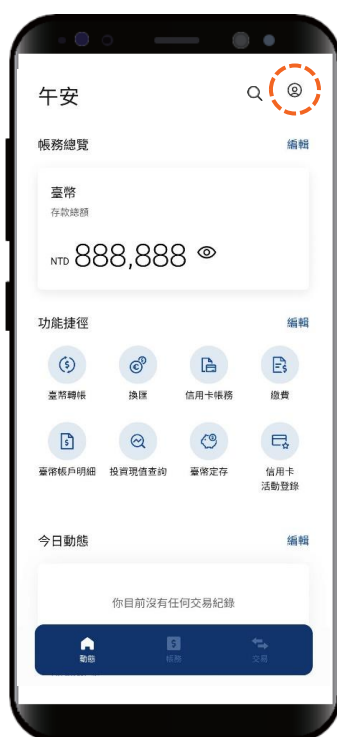 午安
帳務總覽 編輯
臺幣
存款總額
NTD 888,888
功能捷徑 編輯
臺幣轉帳 換匯 信用卡帳務 繳費
臺幣帳戶明細 投資現值查詢 臺幣定存 信用卡
活動登錄
今日動態 編輯
你目前沒有任何交易紀錄
動態 帳務 交易